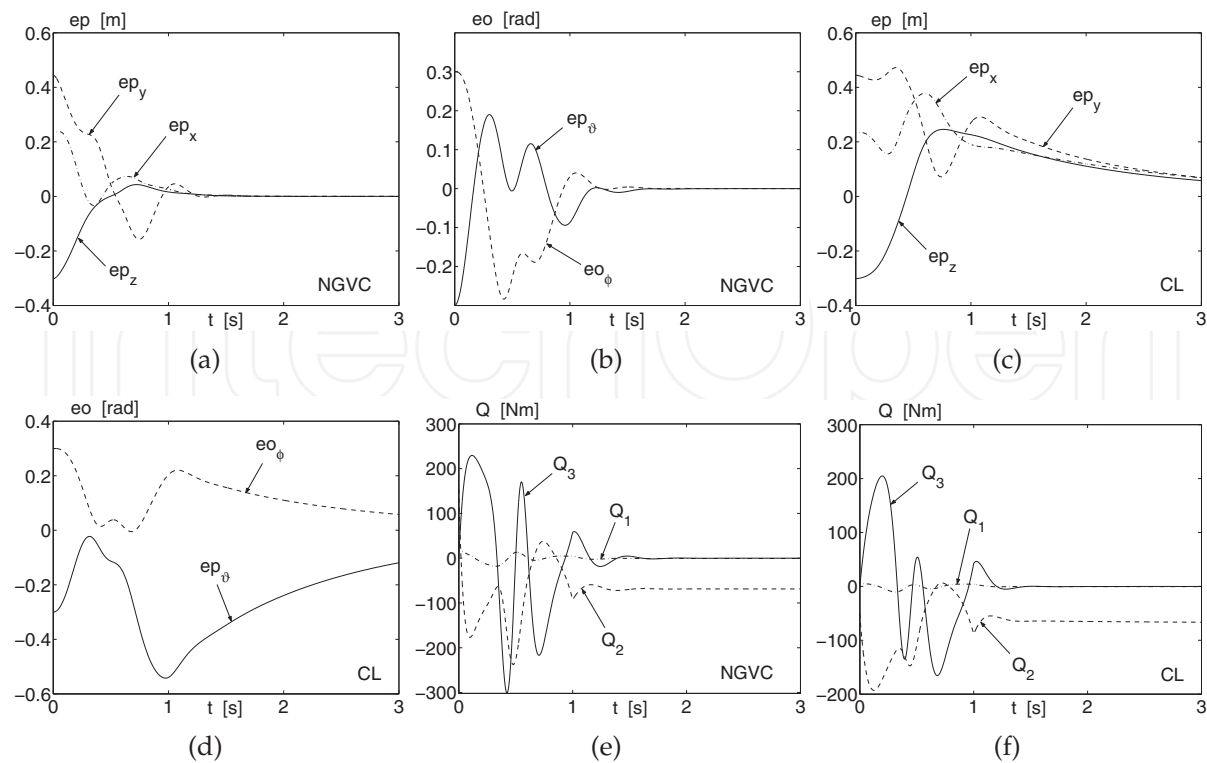 ep [m]
0.6
0.4
0.2
0
−0.2
−0.4
ep_y
ep_x
ep_z
NGVC
0
1
2
3
t [s]
(a)
eo [rad]
0.3
0.2
0.1
0
−0.1
−0.2
ep_ϑ
eo_ϕ
NGVC
0
1
2
3
t [s]
(b)
ep [m]
0.6
0.4
0.2
0
−0.2
−0.4
ep_x
ep_y
ep_z
CL
0
1
2
3
t [s]
(c)
InTechOpen
eo [rad]
0.4
0.2
0
−0.2
−0.4
−0.6
eo_ϕ
ep_ϑ
CL
0
1
2
3
t [s]
(d)
Q [Nm]
300
200
100
0
−100
−200
−300
Q_3
Q_1
Q_2
NGVC
0
1
2
3
t [s]
(e)
Q [Nm]
300
200
100
0
−100
−200
Q_3
Q_1
Q_2
CL
0
1
2
3
t [s]
(f)